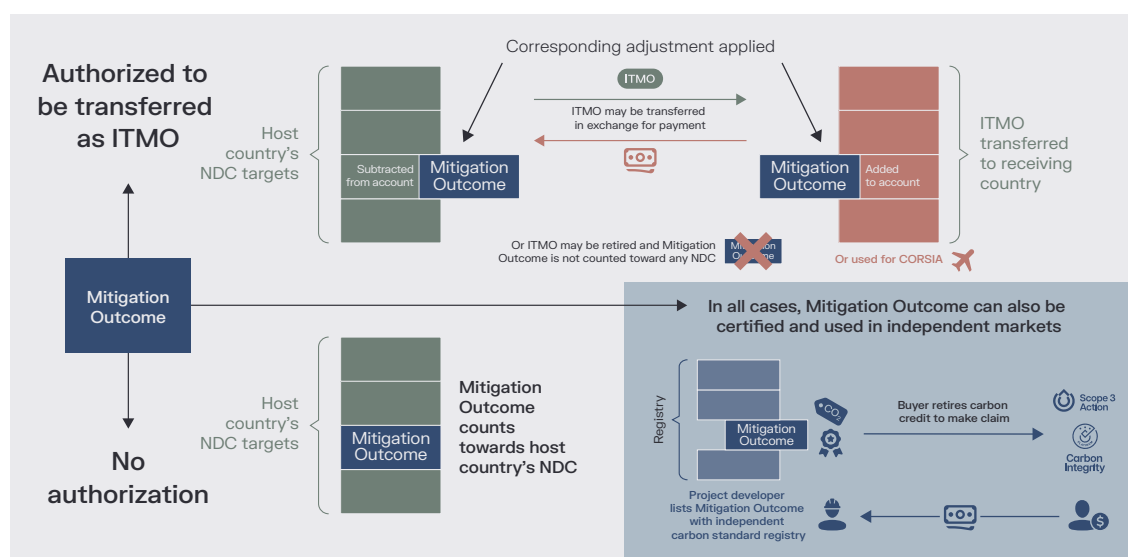 Authorized to
be transferred
as ITMO
Host
country's
NDC targets
Subtracted
from account
Mitigation
Outcome
Corresponding adjustment applied
ITMO
ITMO may be transferred
in exchange for payment
Mitigation
Outcome
Added
to account
ITMO
transferred
to receiving
country
Or ITMO may be retired and Mitigation
Outcome is not counted toward any NDC
Mitigation
Outcome
Or used for CORSIA
Mitigation
Outcome
No
authorization
Host
country's
NDC targets
Mitigation
Outcome
Mitigation
Outcome
counts
towards host
country's NDC
In all cases, Mitigation Outcome can also be
certified and used in independent markets
Registry
Mitigation
Outcome
CO₂
Buyer retires carbon
credit to make claim
Scope 3
Action
Carbon
Integrity
Project developer
lists Mitigation Outcome
with independent
carbon standard registry
$